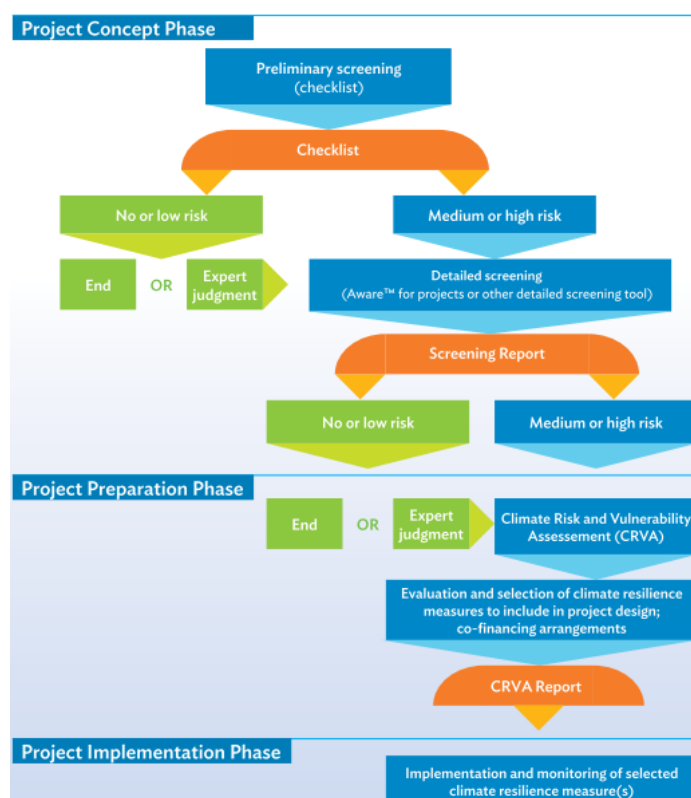 Project Concept Phase
Preliminary screening
(checklist)
Checklist
No or low risk
Medium or high risk
End
OR
Expert
judgment
Detailed screening
(Aware™ for projects or other detailed screening tool)
Screening Report
No or low risk
Medium or high risk
Project Preparation Phase
End
OR
Expert
judgment
Climate Risk and Vulnerability
Assessement (CRVA)
Evaluation and selection of climate resilience
measures to include in project design;
co-financing arrangements
CRVA Report
Project Implementation Phase
Implementation and monitoring of selected
climate resilience measure(s)